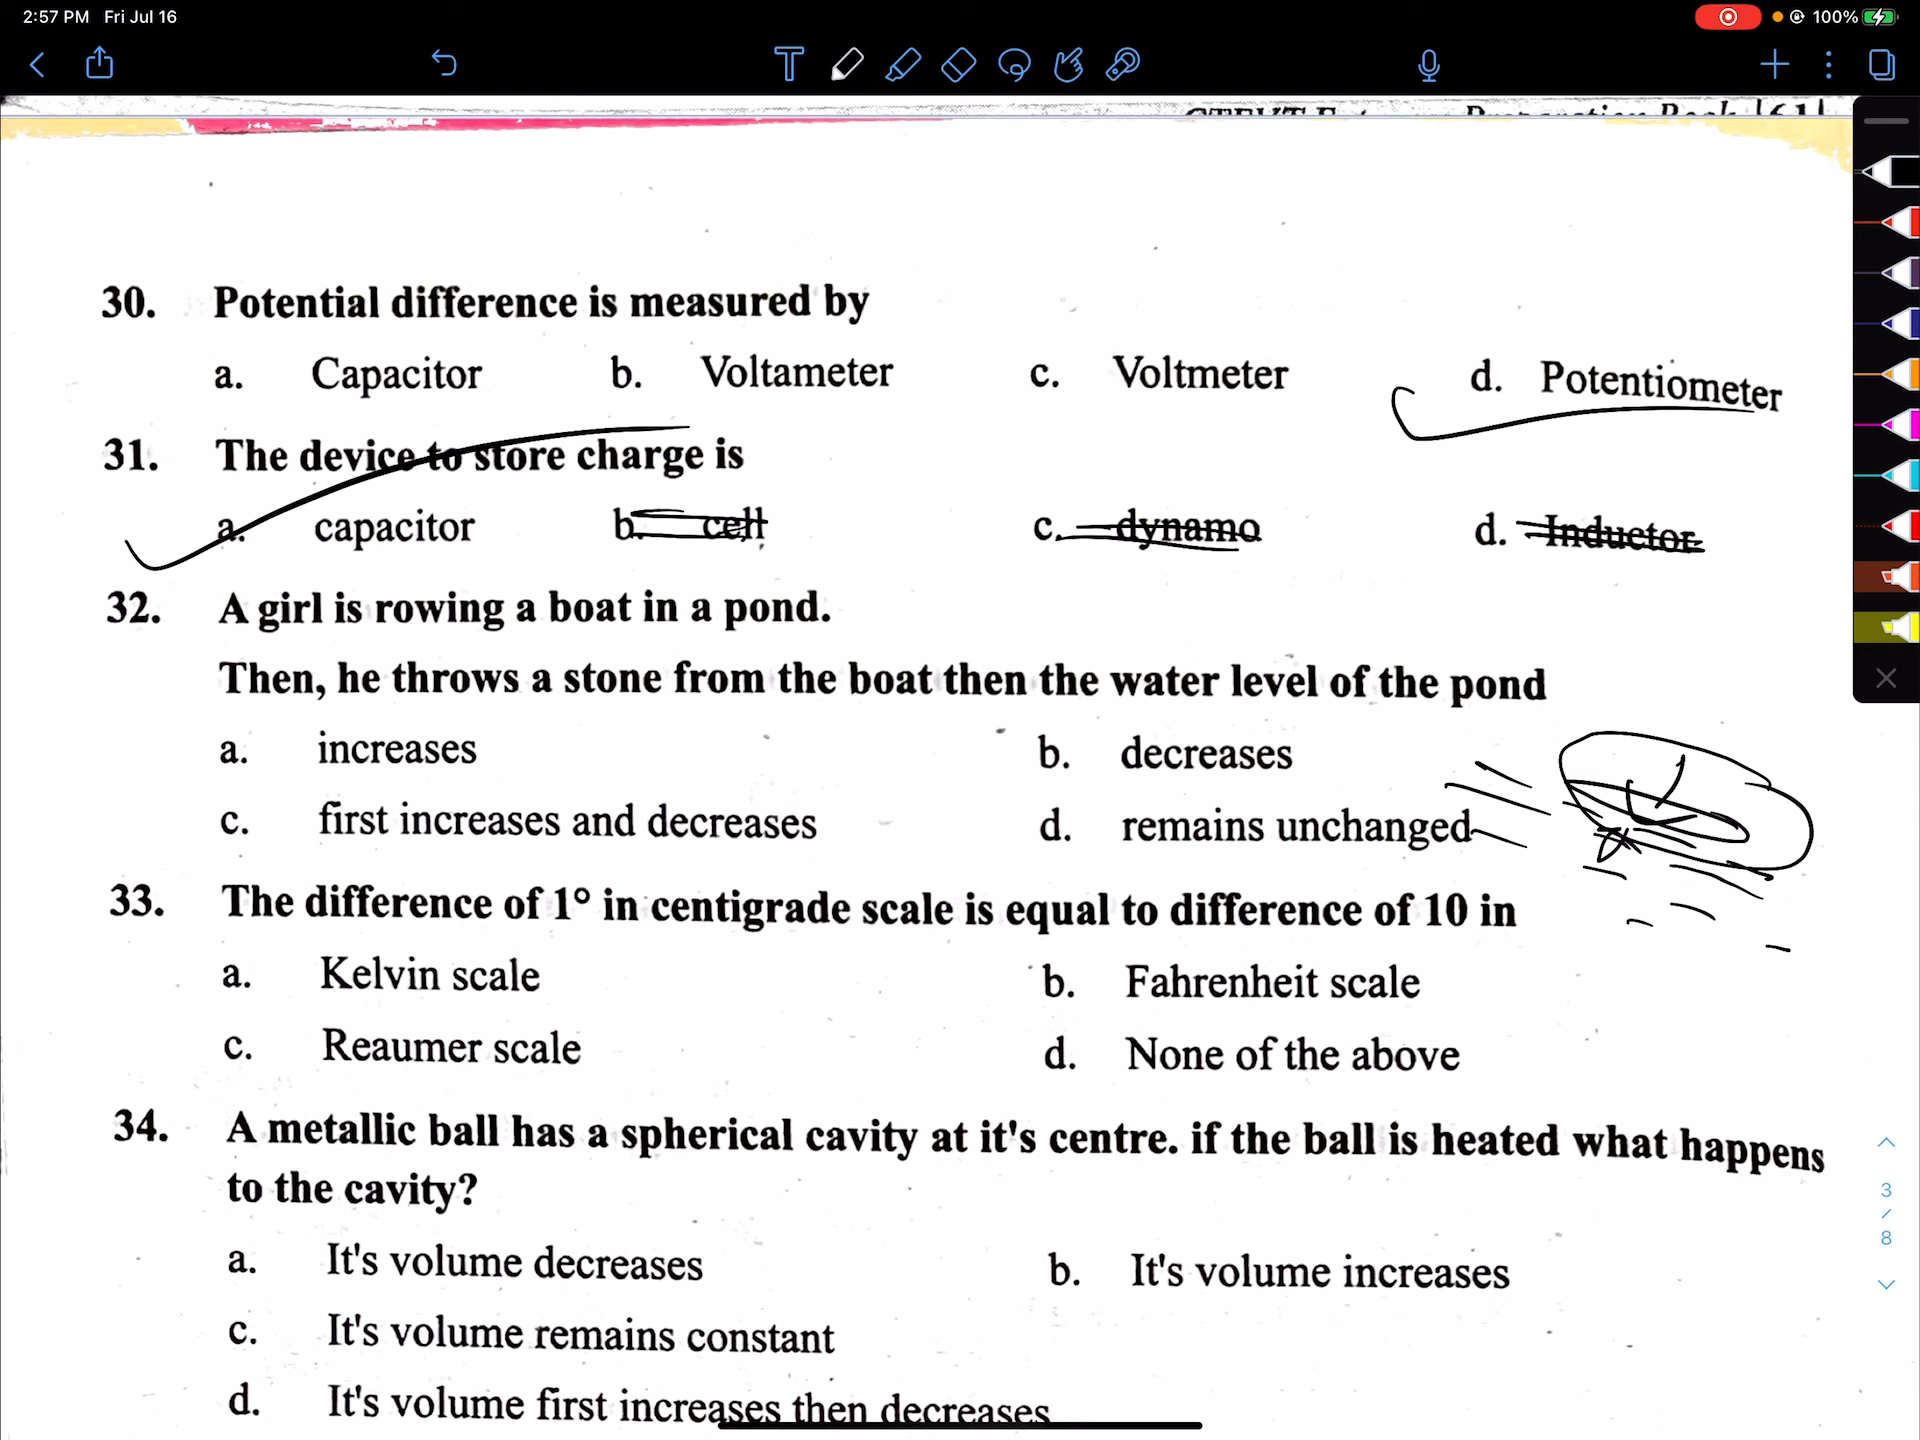 2:57 PM Fri Jul 16
100%
30. Potential difference is measured by
a. Capacitor b. Voltameter c. Voltmeter d. Potentiometer
31. The device to store charge is
a. capacitor b. cell c. dynamo d. Inductor
32. A girl is rowing a boat in a pond.
Then, he throws a stone from the boat then the water level of the pond
a. increases b. decreases
c. first increases and decreases d. remains unchanged
33. The difference of 1° in centigrade scale is equal to difference of 10 in
a. Kelvin scale b. Fahrenheit scale
c. Reaumer scale d. None of the above
34. A metallic ball has a spherical cavity at it's centre. if the ball is heated what happens
to the cavity?
a. It's volume decreases b. It's volume increases
c. It's volume remains constant
d. It's volume first increases then decreases
3
/
8